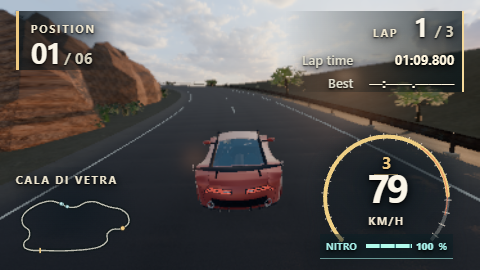 POSITION
01 / 06
LAP 1 / 3
Lap time 01:09.800
Best --:--.---
CALA DI VETRA
3
79
KM/H
NITRO 100 %